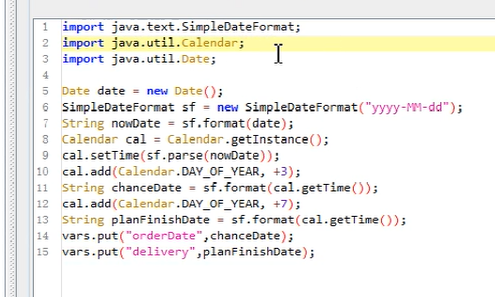 1 import java.text.SimpleDateFormat;
2 import java.util.Calendar;
3 import java.util.Date;
4
5 Date date = new Date();
6 SimpleDateFormat sf = new SimpleDateFormat("yyyy-MM-dd");
7 String nowDate = sf.format(date);
8 Calendar cal = Calendar.getInstance();
9 cal.setTime(sf.parse(nowDate));
10 cal.add(Calendar.DAY_OF_YEAR, +3);
11 String chanceDate = sf.format(cal.getTime());
12 cal.add(Calendar.DAY_OF_YEAR, +7);
13 String planFinishDate = sf.format(cal.getTime());
14 vars.put("orderDate",chanceDate);
15 vars.put("delivery",planFinishDate);